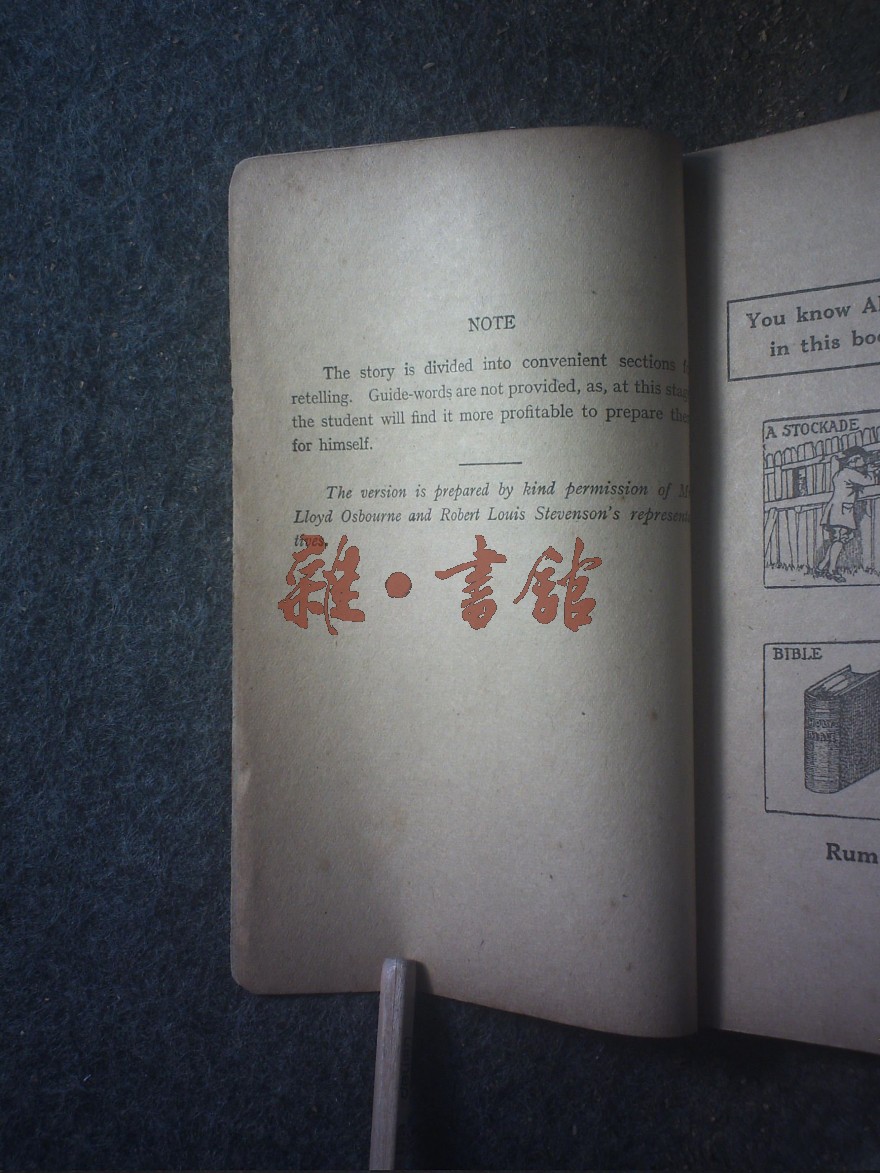 NOTE
The story is divided into convenient sections
retelling. Guide-words are not provided, as, at this
the student will find it more profitable to prepare
for himself.
The version is prepared by kind permission of
Lloyd Osbourne and Robert Louis Stevenson's
tives.
雜·書館
You know
in this
A STOCKADE
BIBLE
Rum